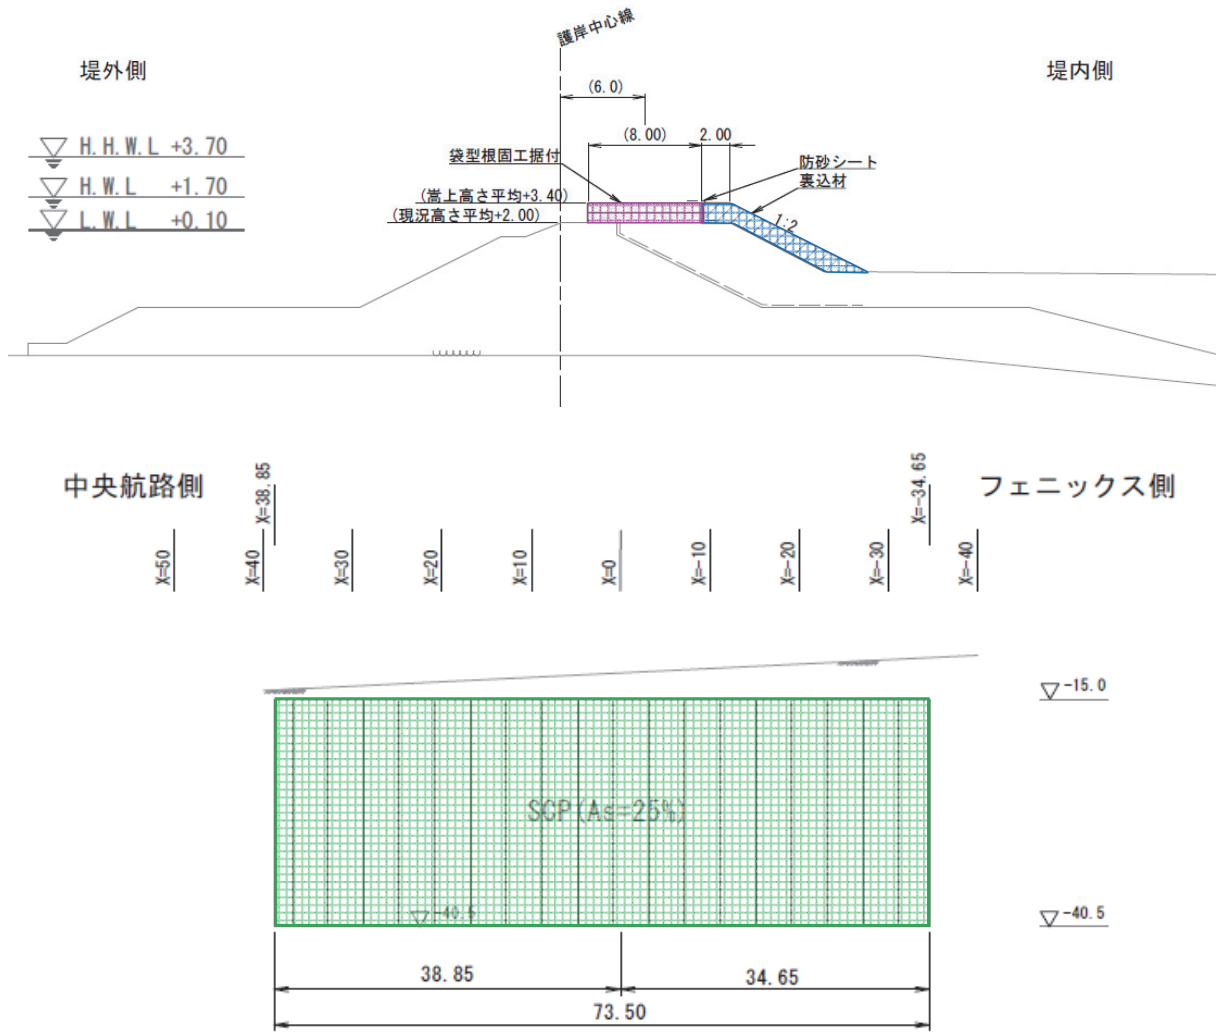 護岸中心線
堤外側
堤内側
(6.0)
(8.00)
2.00
H.H.W.L +3.70
H.W.L +1.70
L.W.L +0.10
袋型根固工据付
防砂シート
裏込材
(嵩上高さ平均+3.40)
(現況高さ平均+2.00)
1:2
中央航路側
フェニックス側
X=38.85
X=-34.65
X=50
X=40
X=30
X=20
X=10
X=0
X=-10
X=-20
X=-30
X=-40
-15.0
SCP(As=25%)
-40.5
-40.5
38.85
34.65
73.50